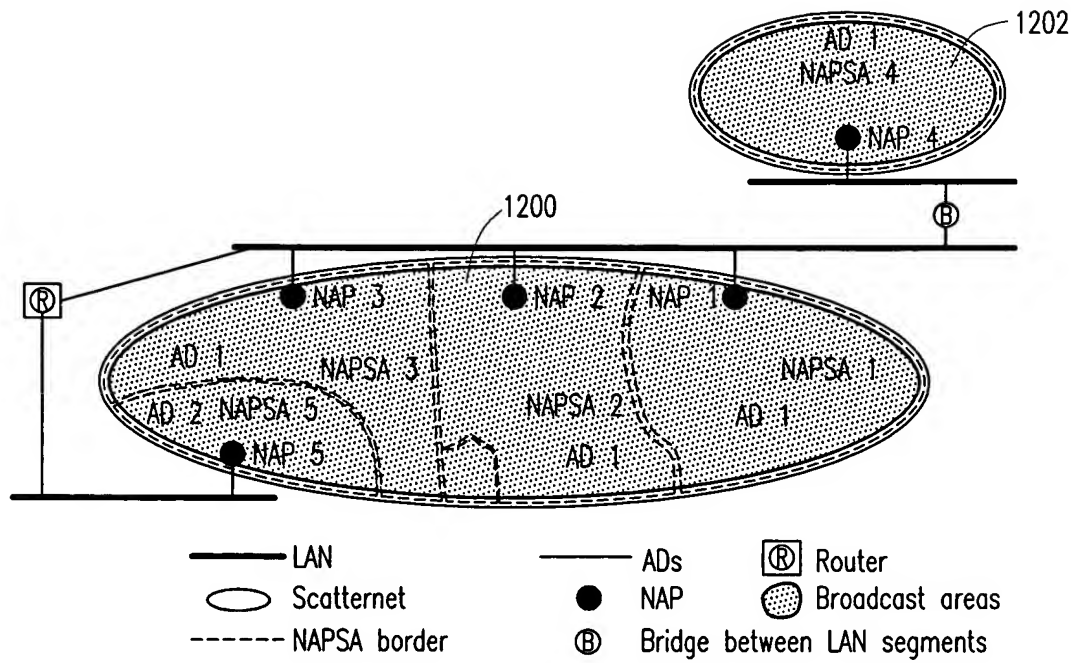 1202
AD 1
NAPSA 4
NAP 4
B
1200
R
NAP 3
NAP 2
NAP 1
AD 1
NAPSA 3
NAPSA 1
AD 2
NAPSA 5
NAPSA 2
AD 1
NAP 5
AD 1
LAN
ADs
R Router
Scatternet
NAP
Broadcast areas
NAPSA border
B Bridge between LAN segments